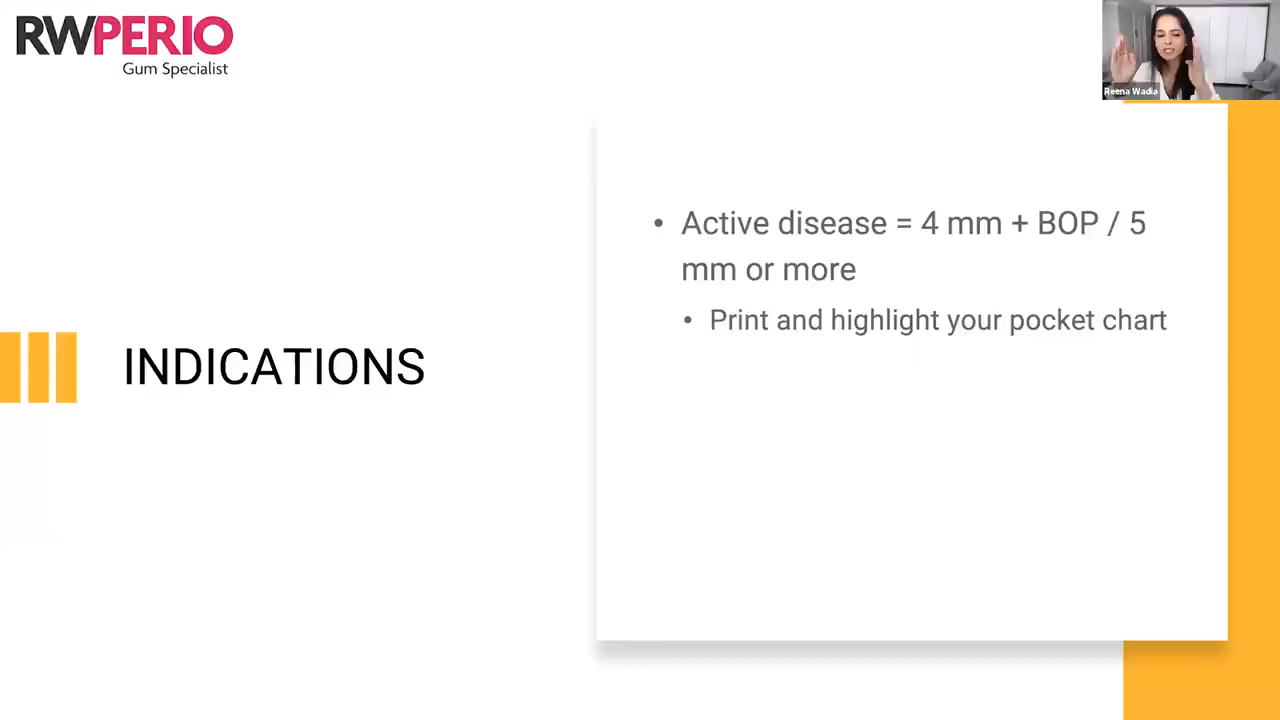 RWPERIO
Gum Specialist
Reena Wadia
• Active disease = 4 mm + BOP / 5
mm or more
• Print and highlight your pocket chart
INDICATIONS